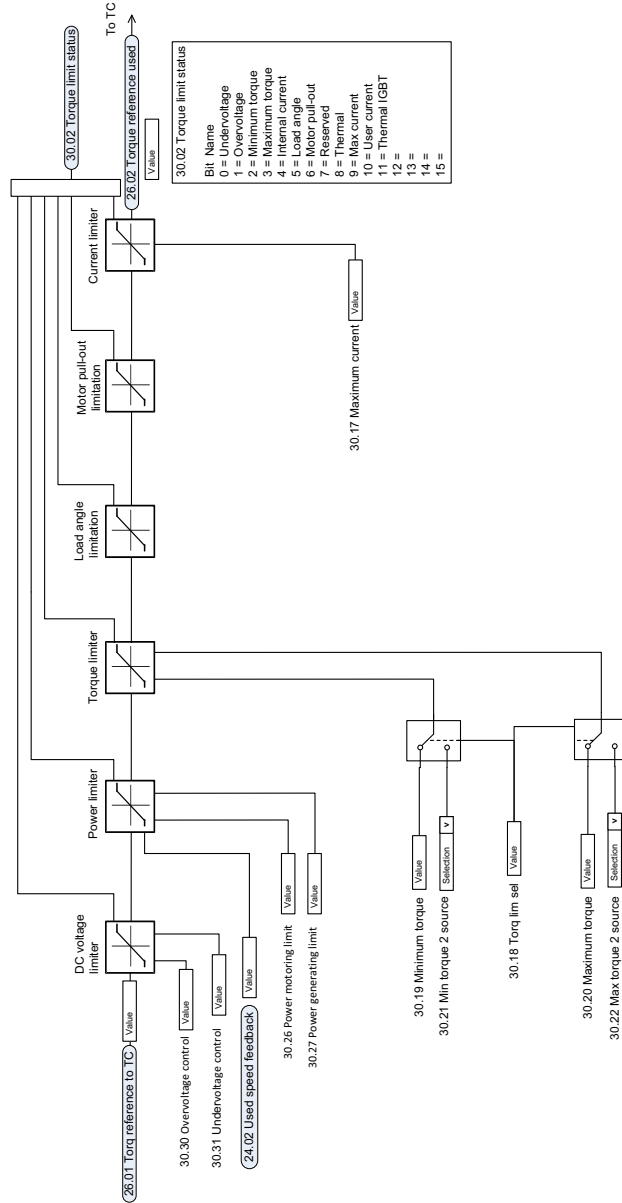 30.02 Torque limit status
To TC
26.02 Torque reference used
Value
30.02 Torque limit status
Bit Name
0 = Undervoltage
1 = Overvoltage
2 = Minimum torque
3 = Maximum torque
4 = Internal current
5 = Load angle
6 = Motor pull-out
7 = Reserved
8 = Thermal
9 = Max current
10 = User current
11 = Thermal IGBT
12 =
13 =
14 =
15 =
DC voltage
limiter
Power limiter
Torque limiter
Load angle
limitation
Motor pull-out
limitation
Current limiter
26.01 Torq reference to TC
Value
30.30 Overvoltage control Value
30.31 Undervoltage control Value
24.02 Used speed feedback Value
30.26 Power motoring limit Value
30.27 Power generating limit Value
30.17 Maximum current Value
30.19 Minimum torque Value
30.21 Min torque 2 source Selection v
30.18 Torq lim sel Value
30.20 Maximum torque Value
30.22 Max torque 2 source Selection v